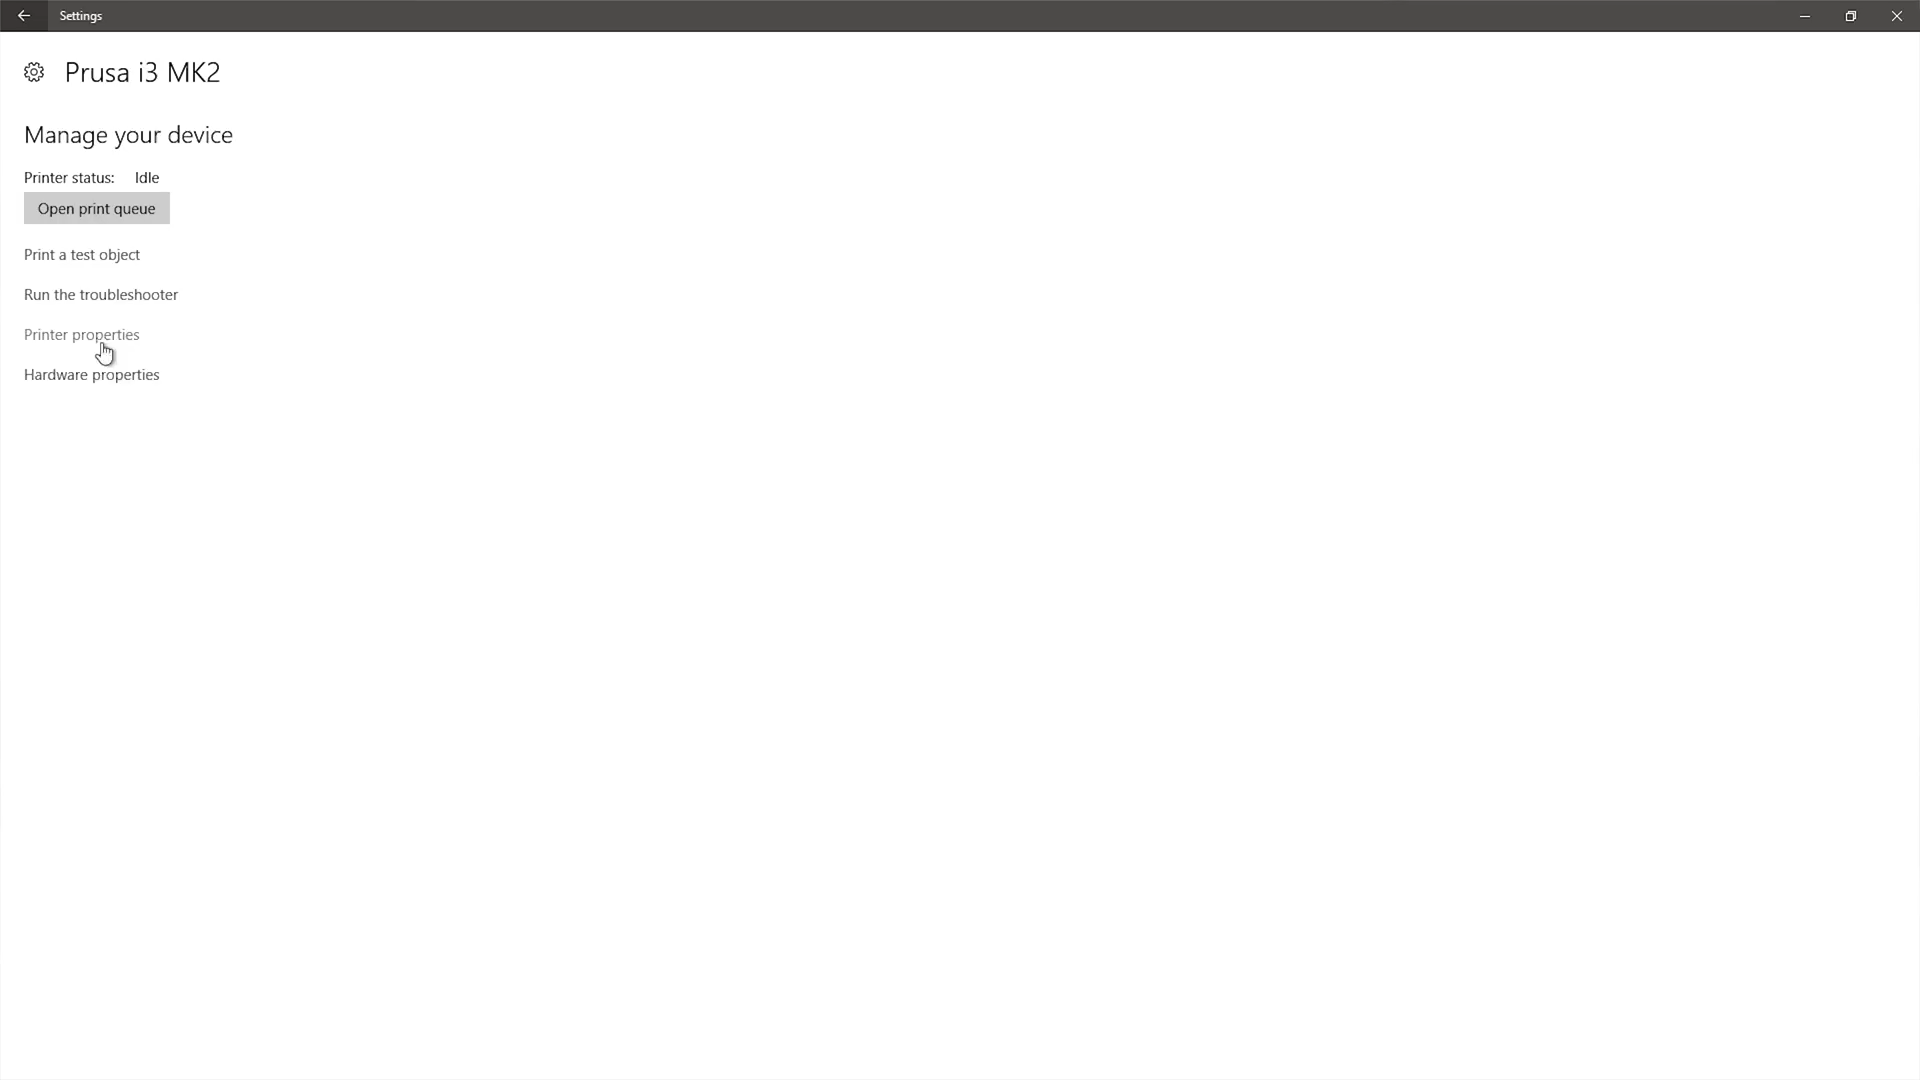 Settings
Prusa i3 MK2
Manage your device
Printer status: Idle
Open print queue
Print a test object
Run the troubleshooter
Printer properties
Hardware properties